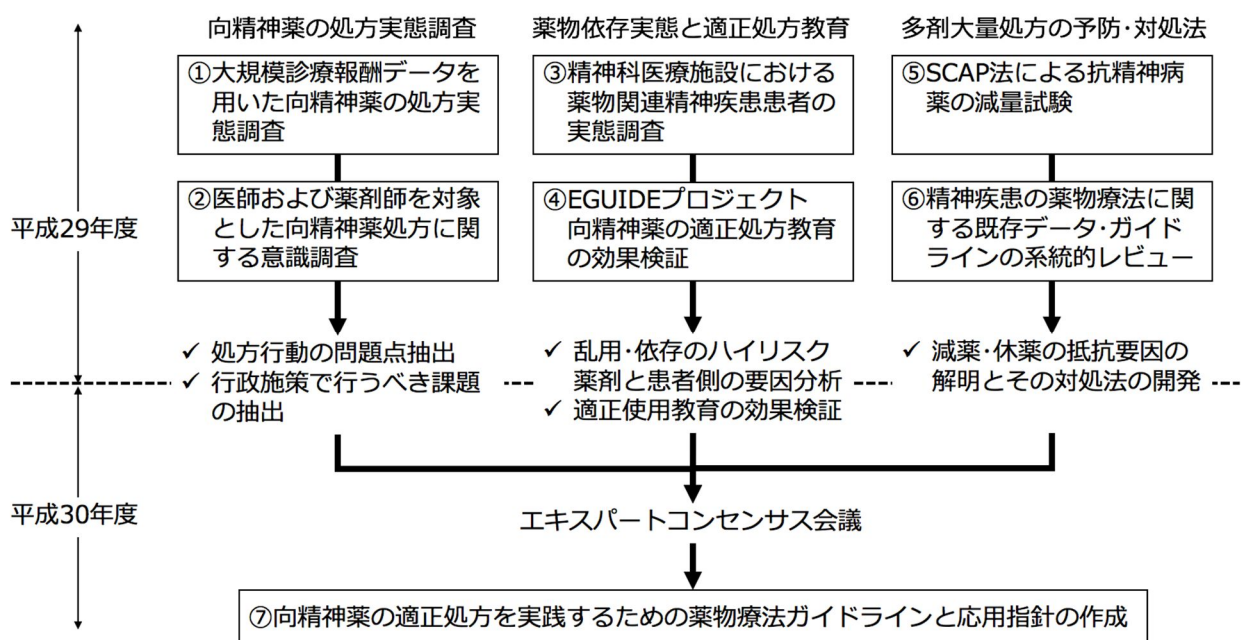 向精神薬の処方実態調査
①大規模診療報酬データを
用いた向精神薬の処方実
態調査
②医師および薬剤師を対象
とした向精神薬処方に関
する意識調査
✓ 処方行動の問題点抽出
✓ 行政施策で行うべき課題
の抽出
薬物依存実態と適正処方教育
③精神科医療施設における
薬物関連精神疾患患者の
実態調査
④EGUIDEプロジェクト
向精神薬の適正処方教育
の効果検証
✓ 乱用・依存のハイリスク
薬剤と患者側の要因分析
✓ 適正使用教育の効果検証
多剤大量処方の予防・対処法
⑤SCAP法による抗精神病
薬の減量試験
⑥精神疾患の薬物療法に関
する既存データ・ガイド
ラインの系統的レビュー
✓ 減薬・休薬の抵抗要因の
解明とその対処法の開発
平成29年度
平成30年度
エキスパートコンセンサス会議
⑦向精神薬の適正処方を実践するための薬物療法ガイドラインと応用指針の作成